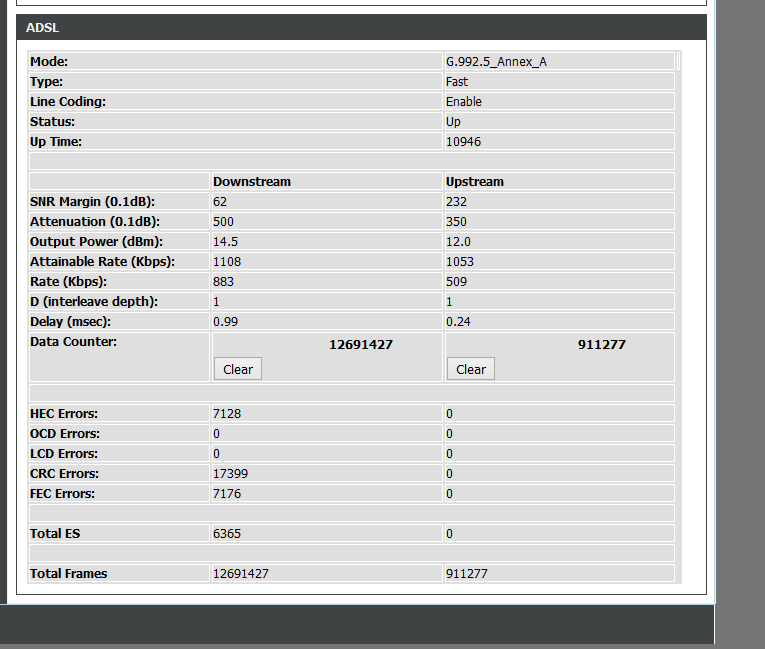 ADSL
Mode: G.992.5_Annex_A
Type: Fast
Line Coding: Enable
Status: Up
Up Time: 10946
Downstream Upstream
SNR Margin (0.1dB): 62 232
Attenuation (0.1dB): 500 350
Output Power (dBm): 14.5 12.0
Attainable Rate (Kbps): 1108 1053
Rate (Kbps): 883 509
D (interleave depth): 1 1
Delay (msec): 0.99 0.24
Data Counter: 12691427 911277
Clear Clear
HEC Errors: 7128 0
OCD Errors: 0 0
LCD Errors: 0 0
CRC Errors: 17399 0
FEC Errors: 7176 0
Total ES 6365 0
Total Frames 12691427 911277